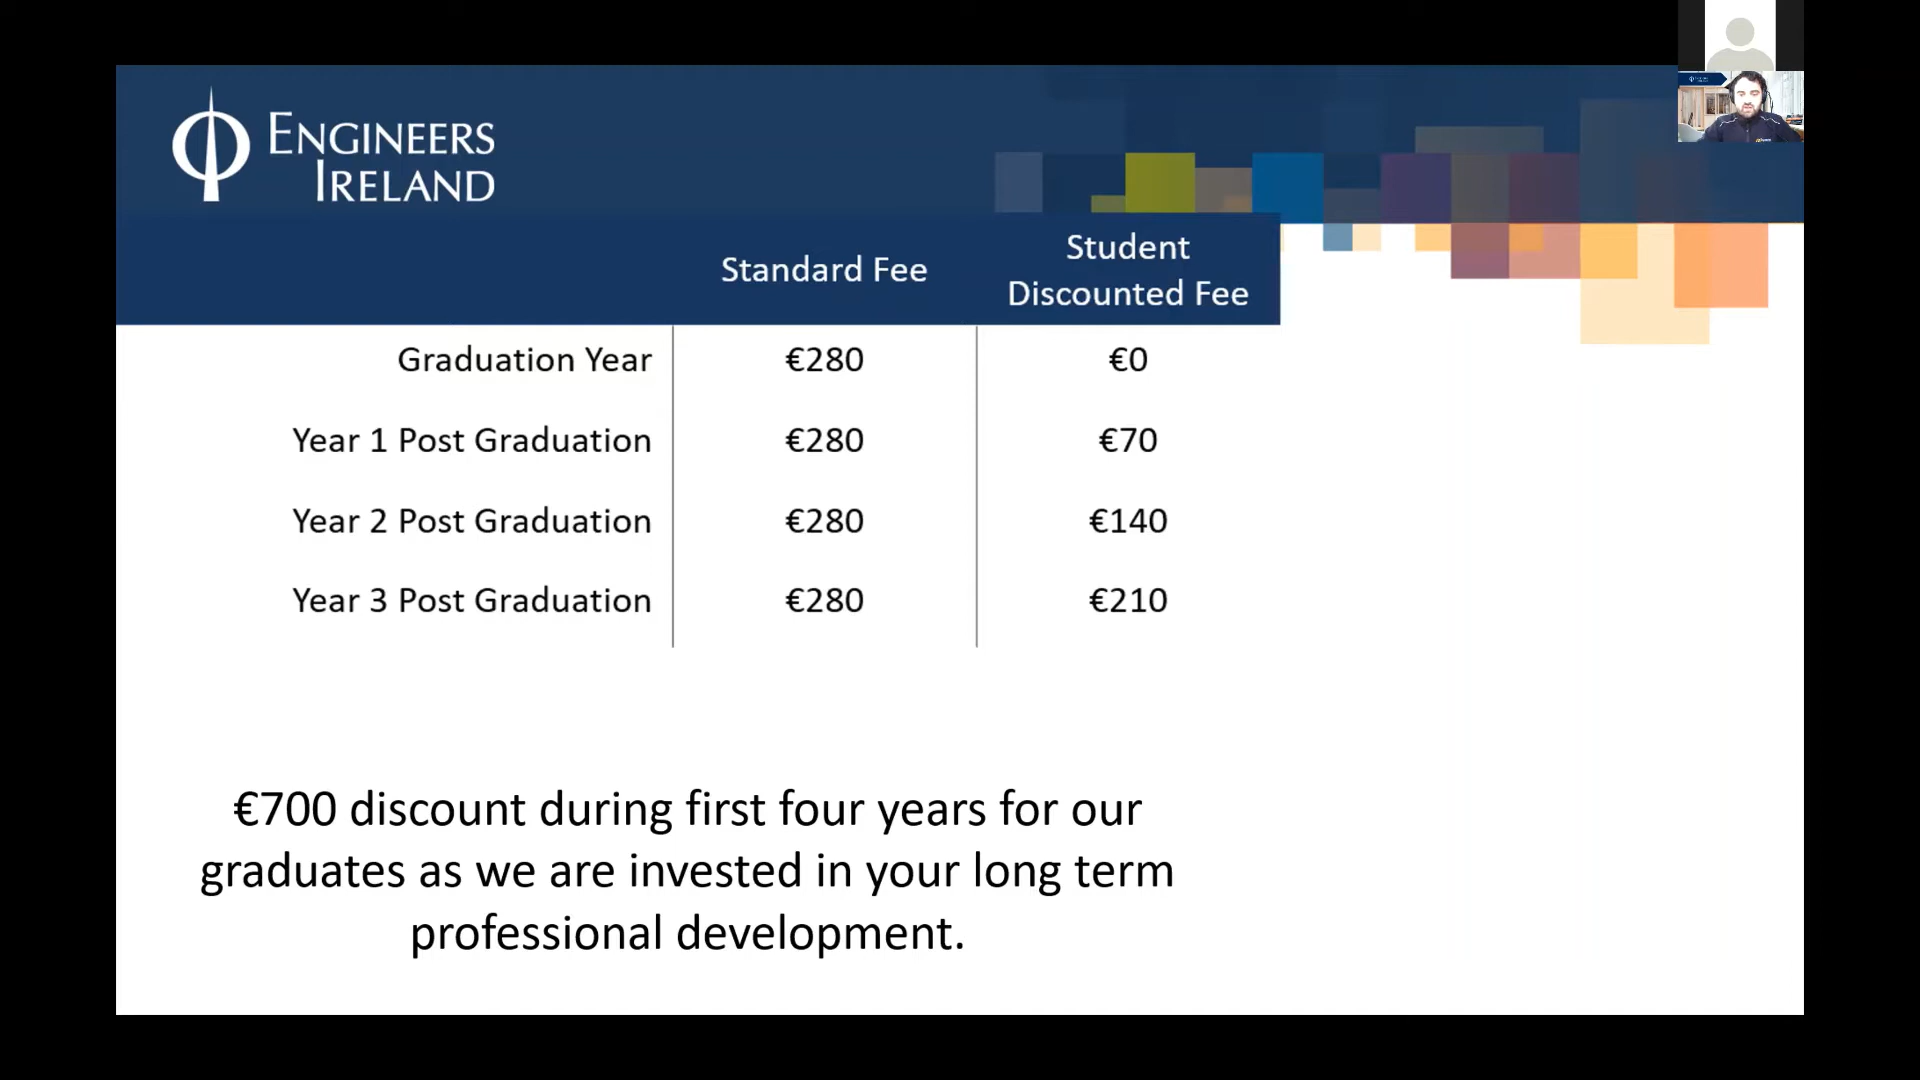 ENGINEERS
IRELAND
Standard Fee
Student
Discounted Fee
Graduation Year €280 €0
Year 1 Post Graduation €280 €70
Year 2 Post Graduation €280 €140
Year 3 Post Graduation €280 €210
€700 discount during first four years for our
graduates as we are invested in your long term
professional development.